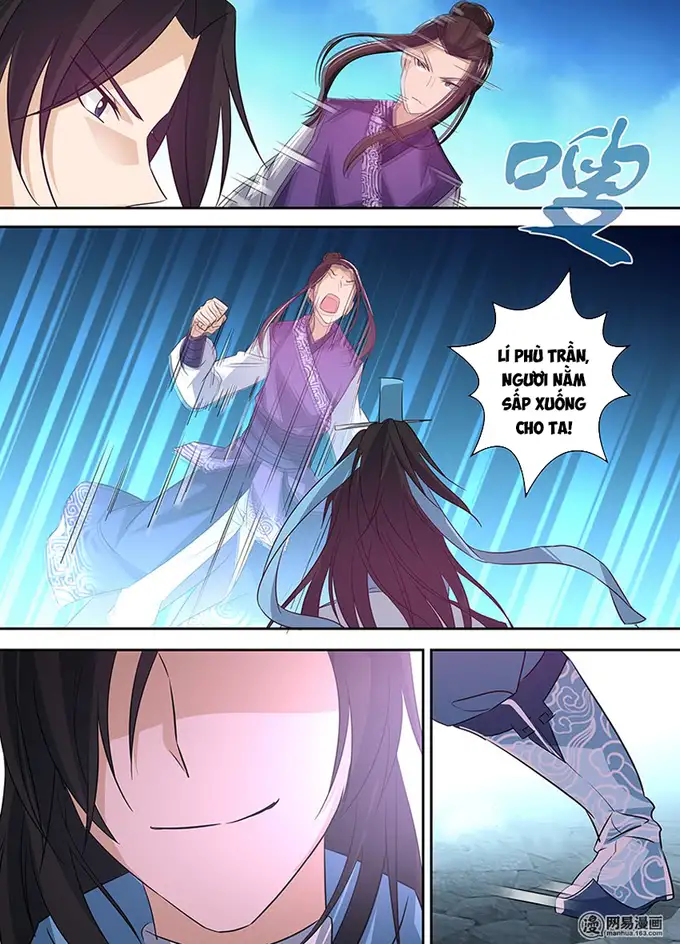 嗖
LÍ PHÙ TRẦN,
NGƯƠI NẰM
SẤP XUỐNG
CHO TA!
网易漫画
manhua.163.com